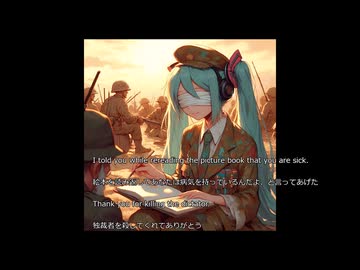 I told you while rereading the picture book that you are sick.
絵本を読み返しであなたは病気を持っているんだよ、と言ってあげた
Thank you for killing the dictator.
独裁者を殺してくれてありがとう